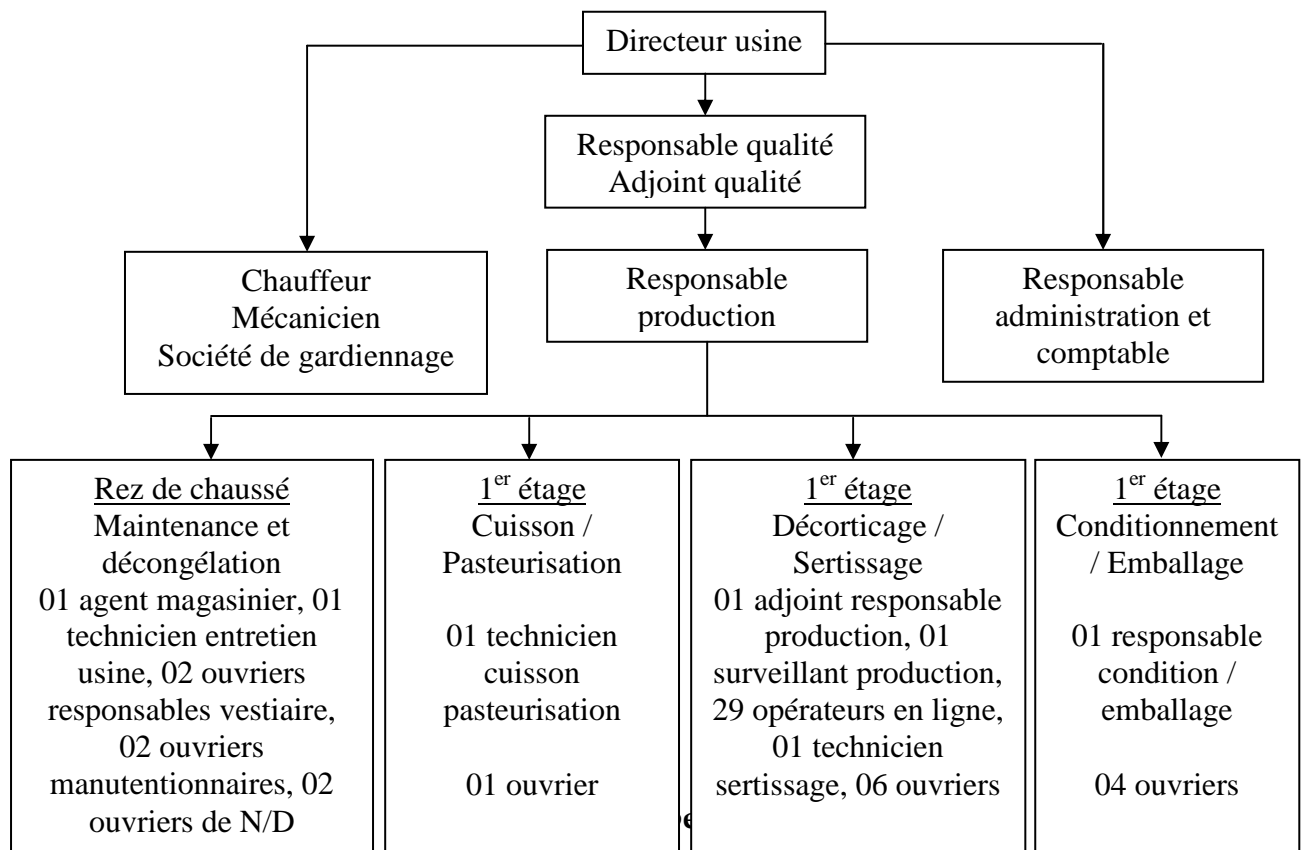 Directeur usine
Responsable qualité
Adjoint qualité
Chauffeur
Mécanicien
Société de gardiennage
Responsable
production
Responsable
administration et
comptable
Rez de chaussé
Maintenance et
décongélation
01 agent magasinier, 01
technicien entretien
usine, 02 ouvriers
responsables vestiaire,
02 ouvriers
manutentionnaires, 02
ouvriers de N/D
1er étage
Cuisson /
Pasteurisation
01 technicien
cuisson
pasteurisation
01 ouvrier
1er étage
Décorticage /
Sertissage
01 adjoint responsable
production, 01
surveillant production,
29 opérateurs en ligne,
01 technicien
sertissage, 06 ouvriers
1er étage
Conditionnement
/ Emballage
01 responsable
condition /
emballage
04 ouvriers